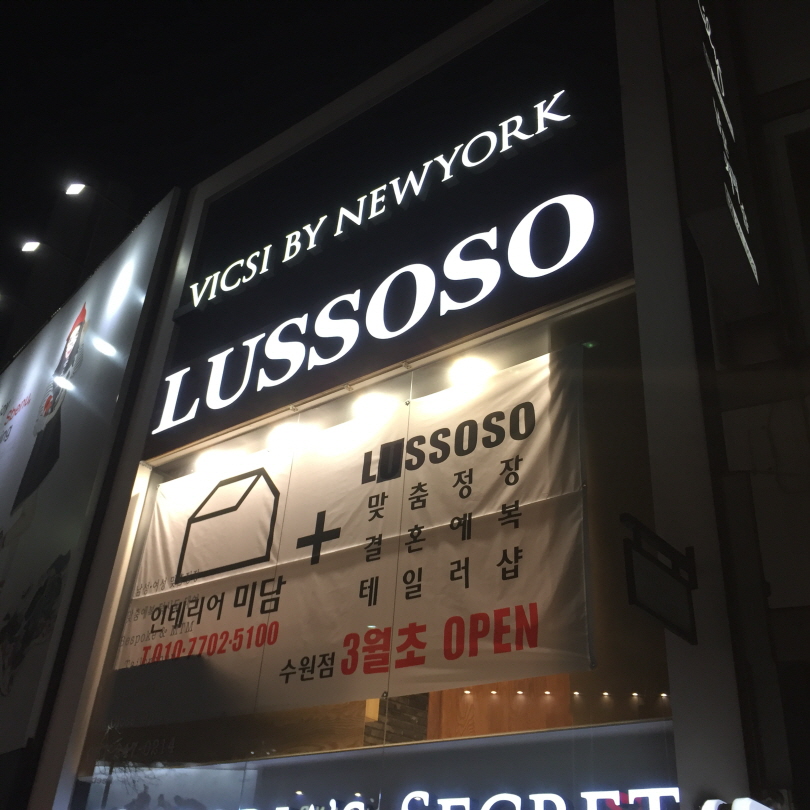 VICSI BY NEWYORK
LUSSOSO
LUSSOSO
맞춤정장
결혼예복
테일러샵
+
인테리어 미담
T.010·7702·5100
수원점 3월초 OPEN
SECRET